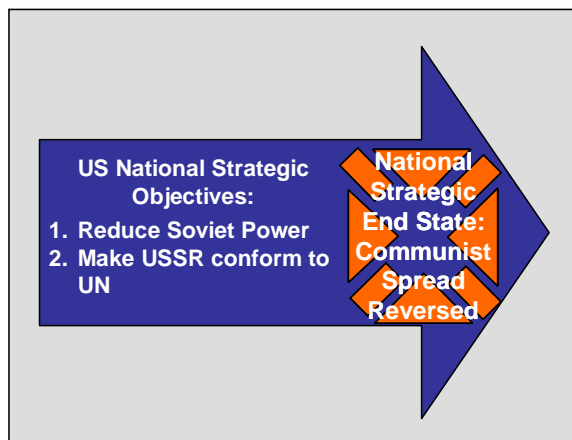 US National Strategic
Objectives:
1. Reduce Soviet Power
2. Make USSR conform to
UN
National
Strategic
End State:
Communist
Spread
Reversed